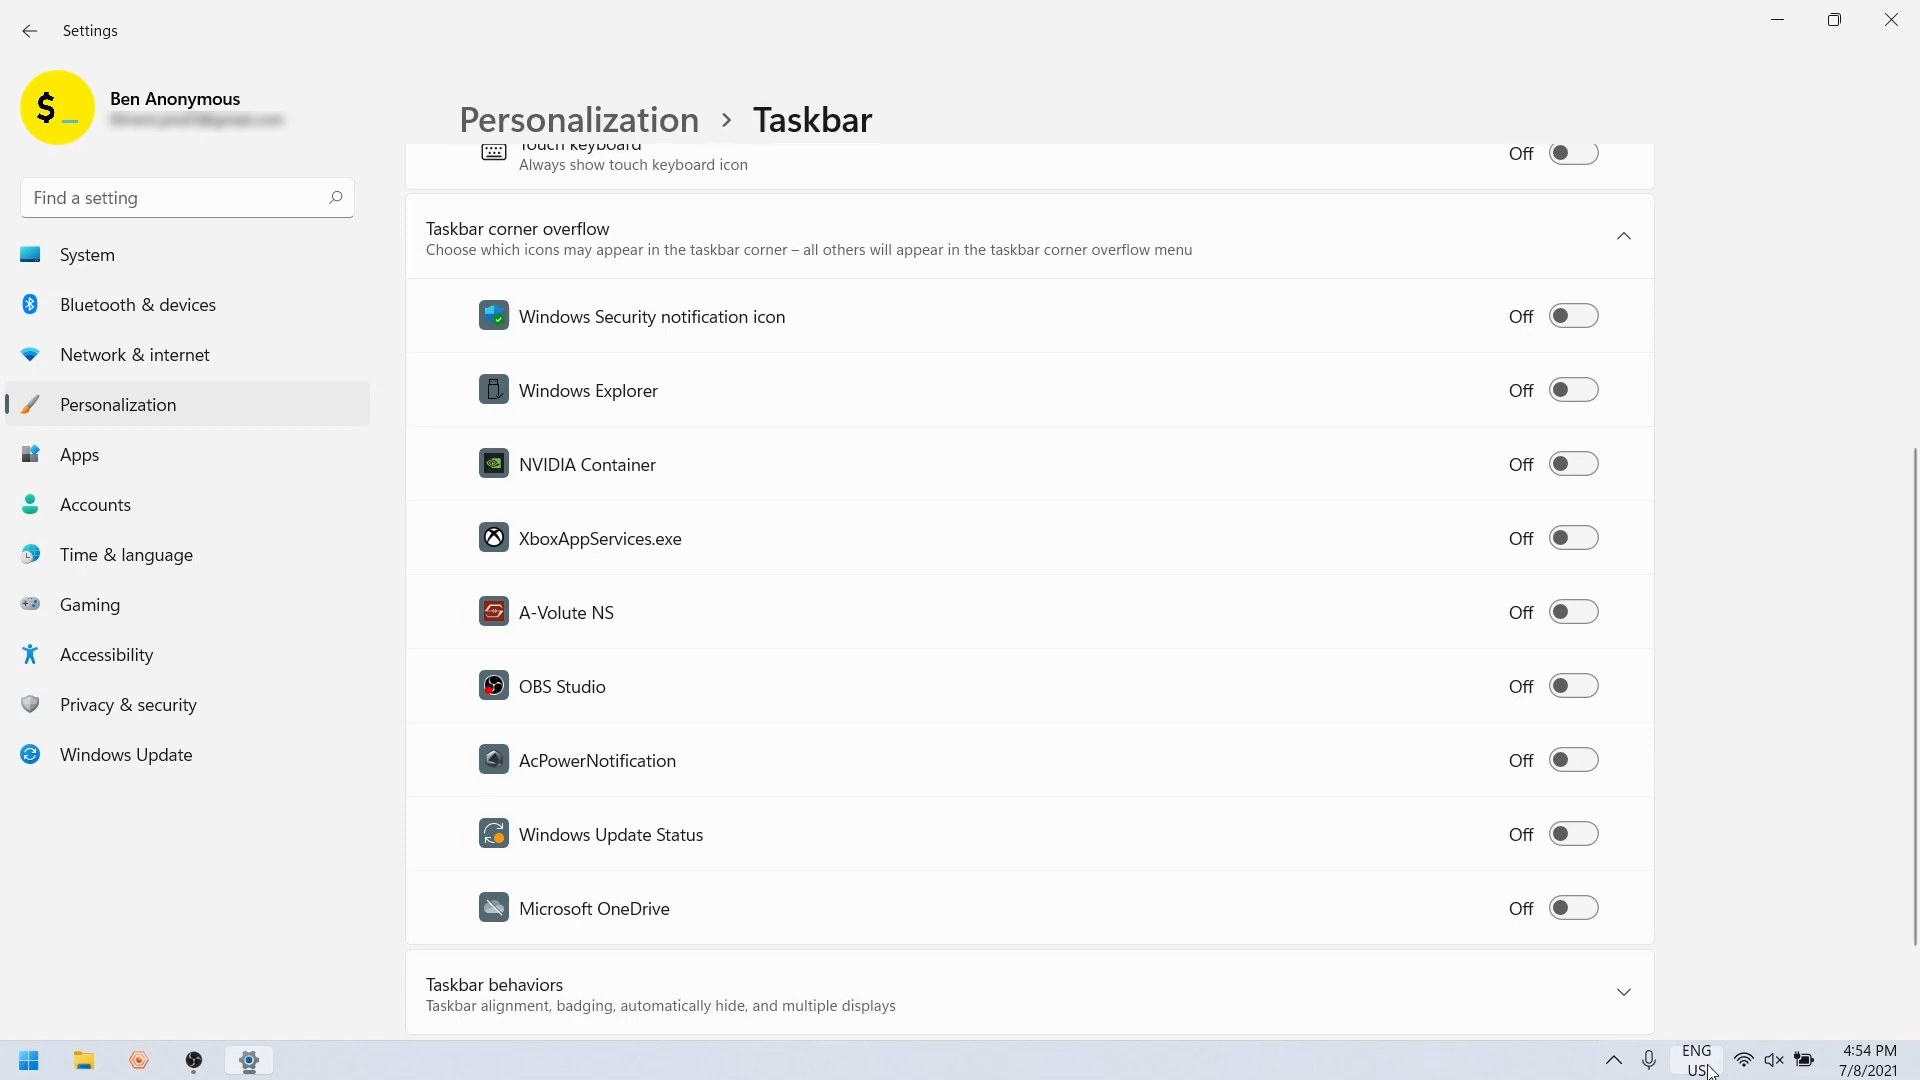 Settings
Ben Anonymous
$_
Personalization > Taskbar
Touch keyboard
Always show touch keyboard icon
Off
Find a setting
System
Bluetooth & devices
Network & internet
Personalization
Apps
Accounts
Time & language
Gaming
Accessibility
Privacy & security
Windows Update
Taskbar corner overflow
Choose which icons may appear in the taskbar corner – all others will appear in the taskbar corner overflow menu
Windows Security notification icon Off
Windows Explorer Off
NVIDIA Container Off
XboxAppServices.exe Off
A-Volute NS Off
OBS Studio Off
AcPowerNotification Off
Windows Update Status Off
Microsoft OneDrive Off
Taskbar behaviors
Taskbar alignment, badging, automatically hide, and multiple displays
ENG
US
4:54 PM
7/8/2021